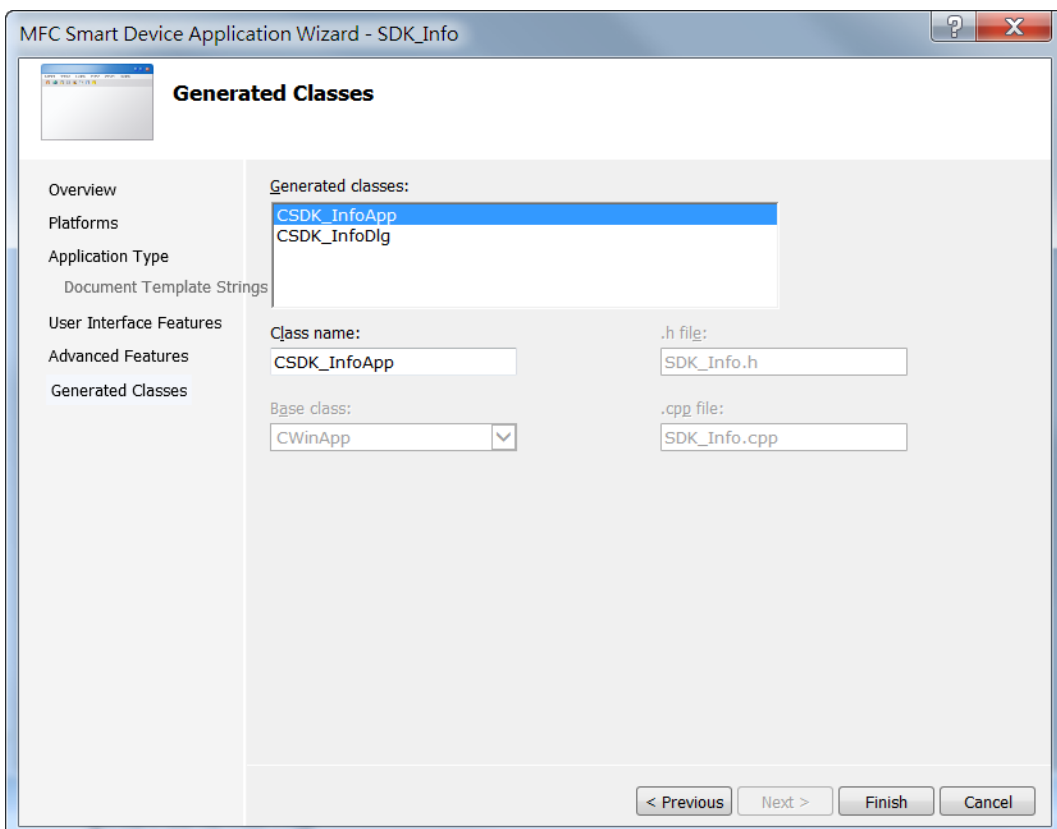 MFC Smart Device Application Wizard - SDK_Info
Generated Classes
Overview
Platforms
Application Type
Document Template Strings
User Interface Features
Advanced Features
Generated Classes
Generated classes:
CSDK_InfoApp
CSDK_InfoDlg
Class name:
CSDK_InfoApp
.h file:
SDK_Info.h
Base class:
CWinApp
.cpp file:
SDK_Info.cpp
< Previous
Next >
Finish
Cancel